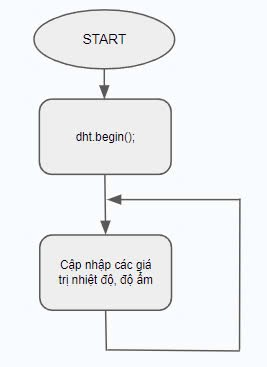 START
dht.begin();
Cập nhập các giá
trị nhiệt độ, độ ẩm